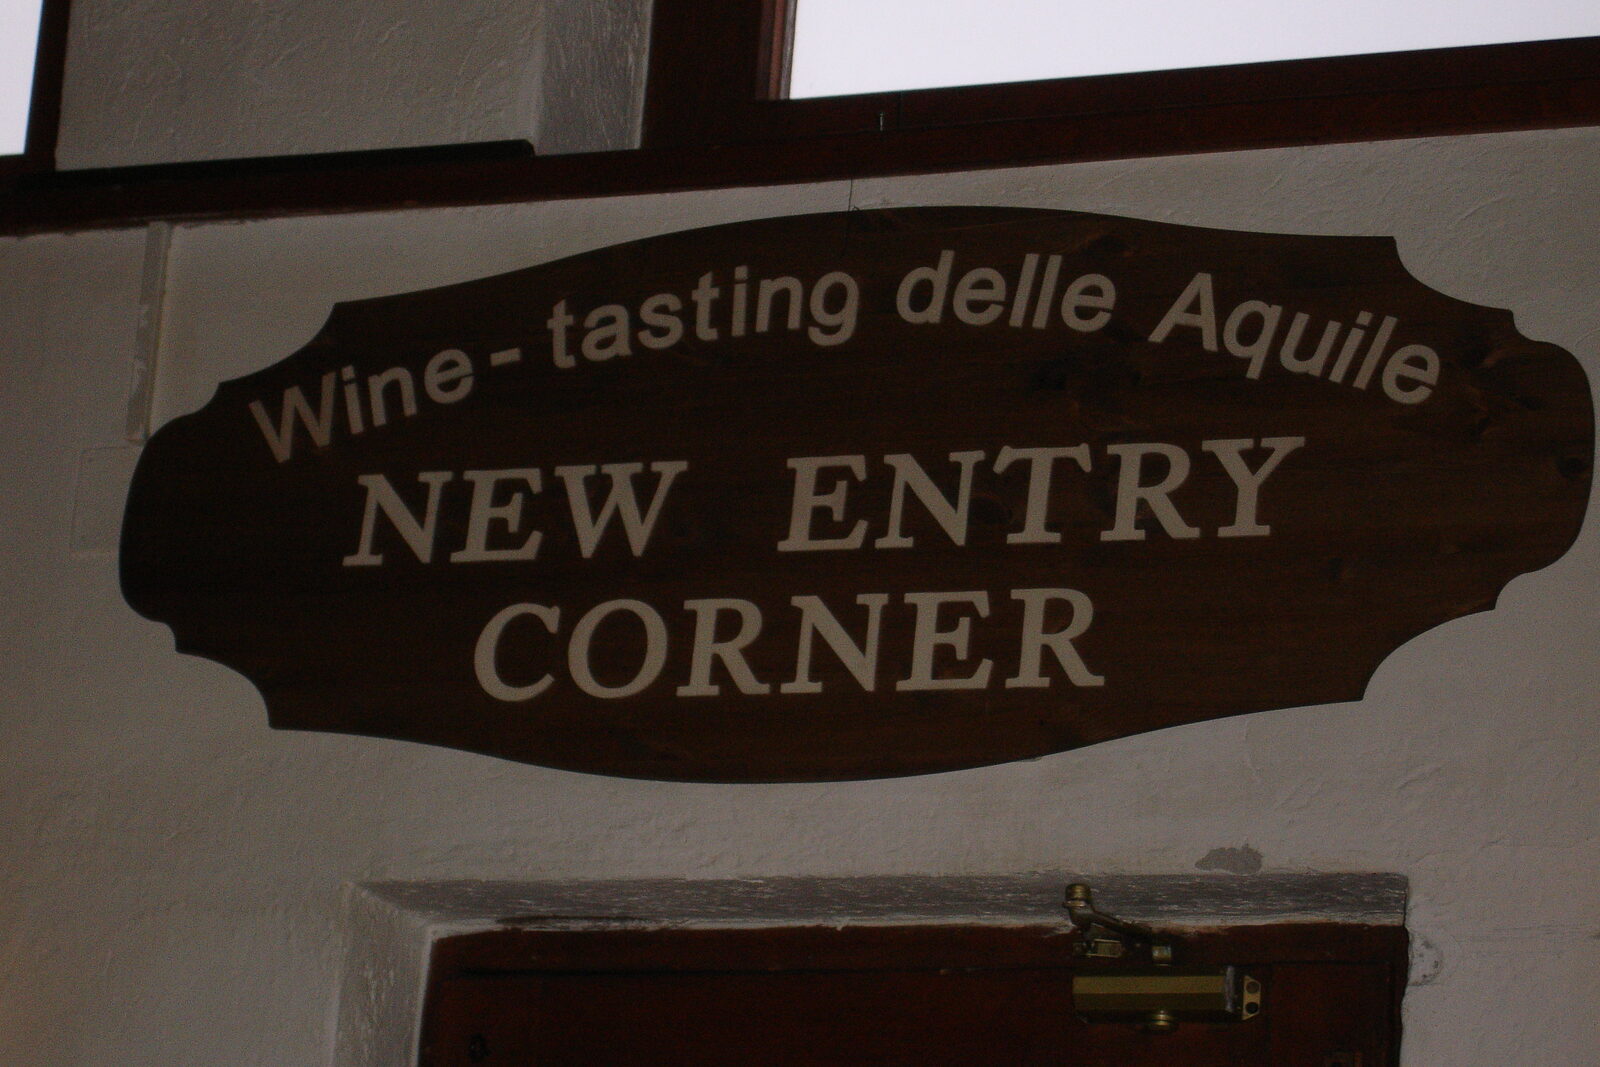 Wine - tasting delle Aquile
NEW ENTRY
CORNER